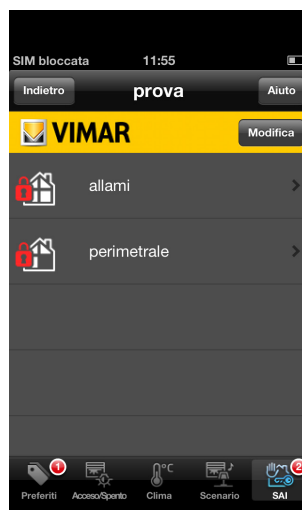 SIM bloccata 11:55
Indietro prova Aiuto
VIMAR Modifica
allami
perimetrale
1 °C 2
Preferiti Acceso/Spento Clima Scenario SAI